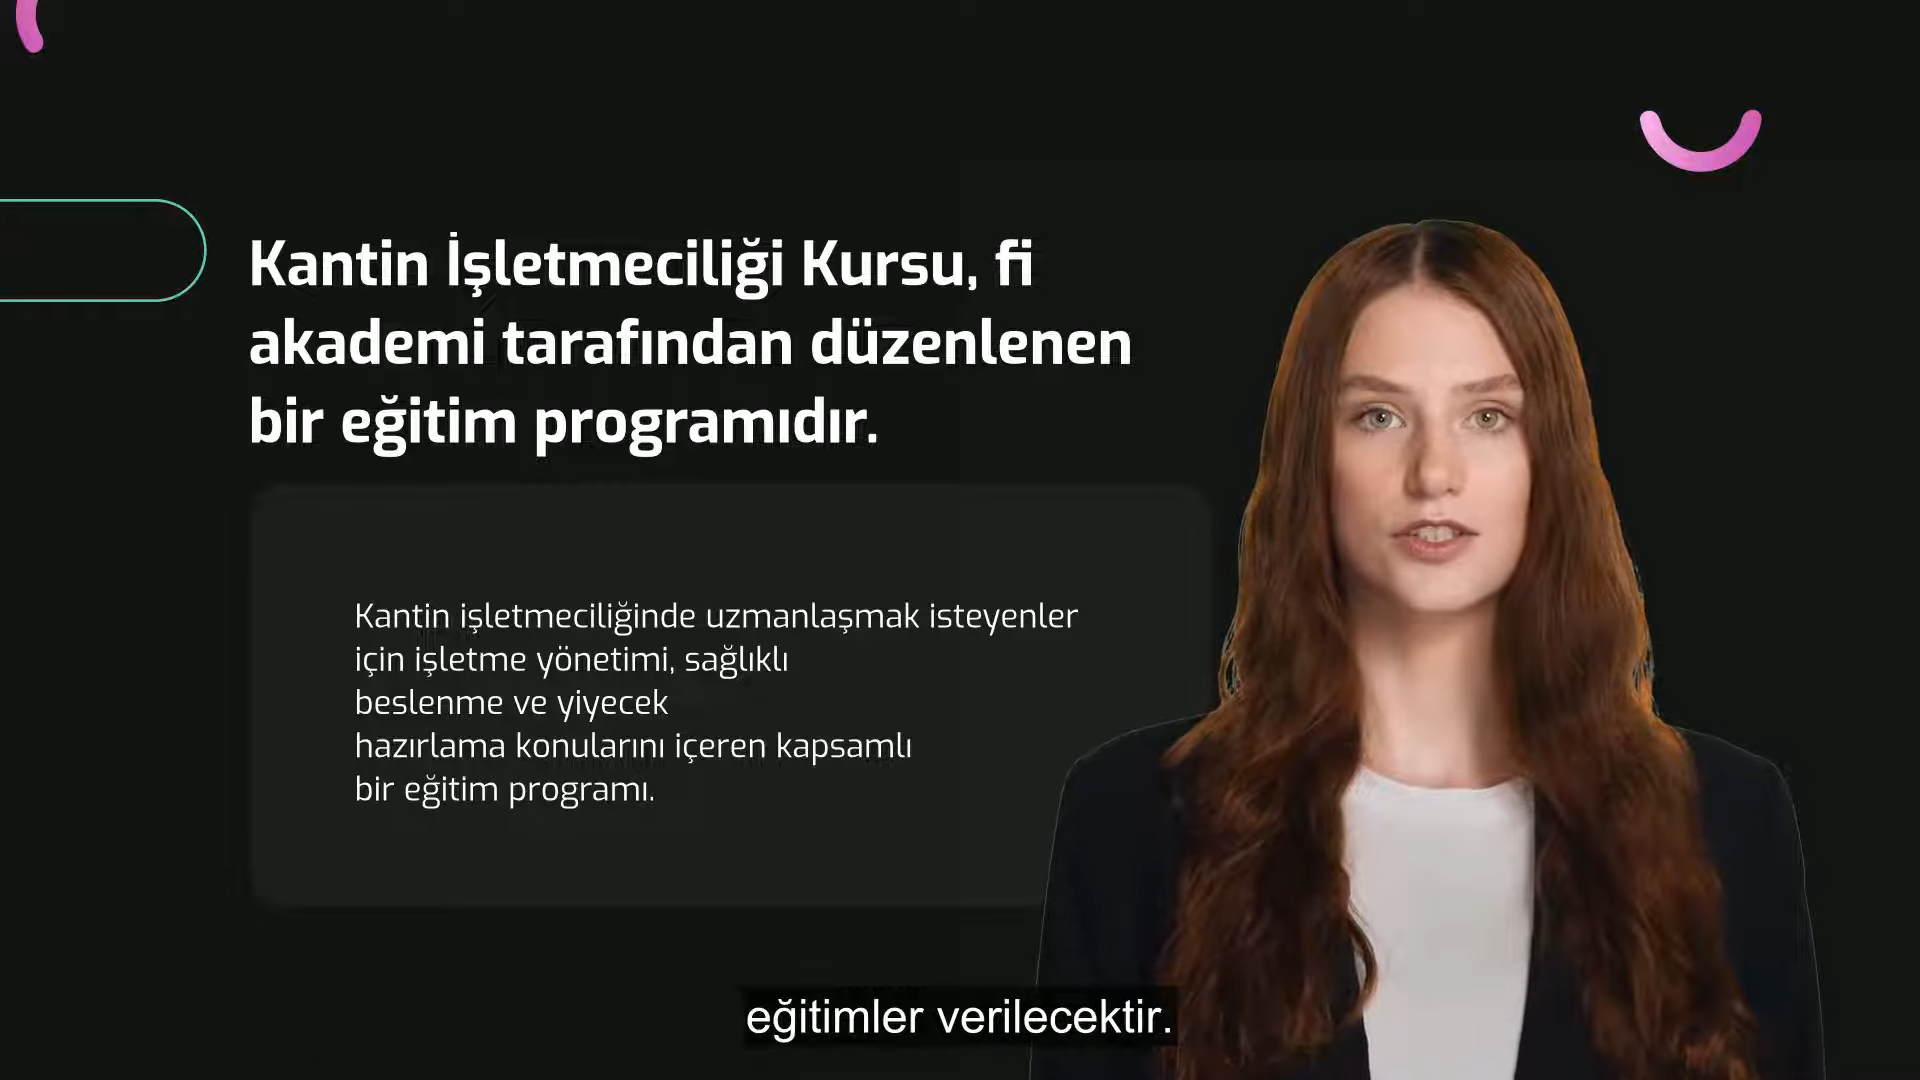 Kantin İşletmeciliği Kursu, fi
akademi tarafından düzenlenen
bir eğitim programıdır.
Kantin işletmeciliğinde uzmanlaşmak isteyenler
için işletme yönetimi, sağlıklı
beslenme ve yiyecek
hazırlama konularını içeren kapsamlı
bir eğitim programı.
eğitimler verilecektir.